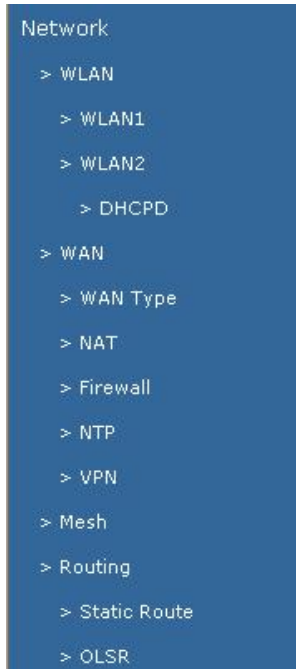 Network
> WLAN
> WLAN1
> WLAN2
> DHCPD
> WAN
> WAN Type
> NAT
> Firewall
> NTP
> VPN
> Mesh
> Routing
> Static Route
> OLSR